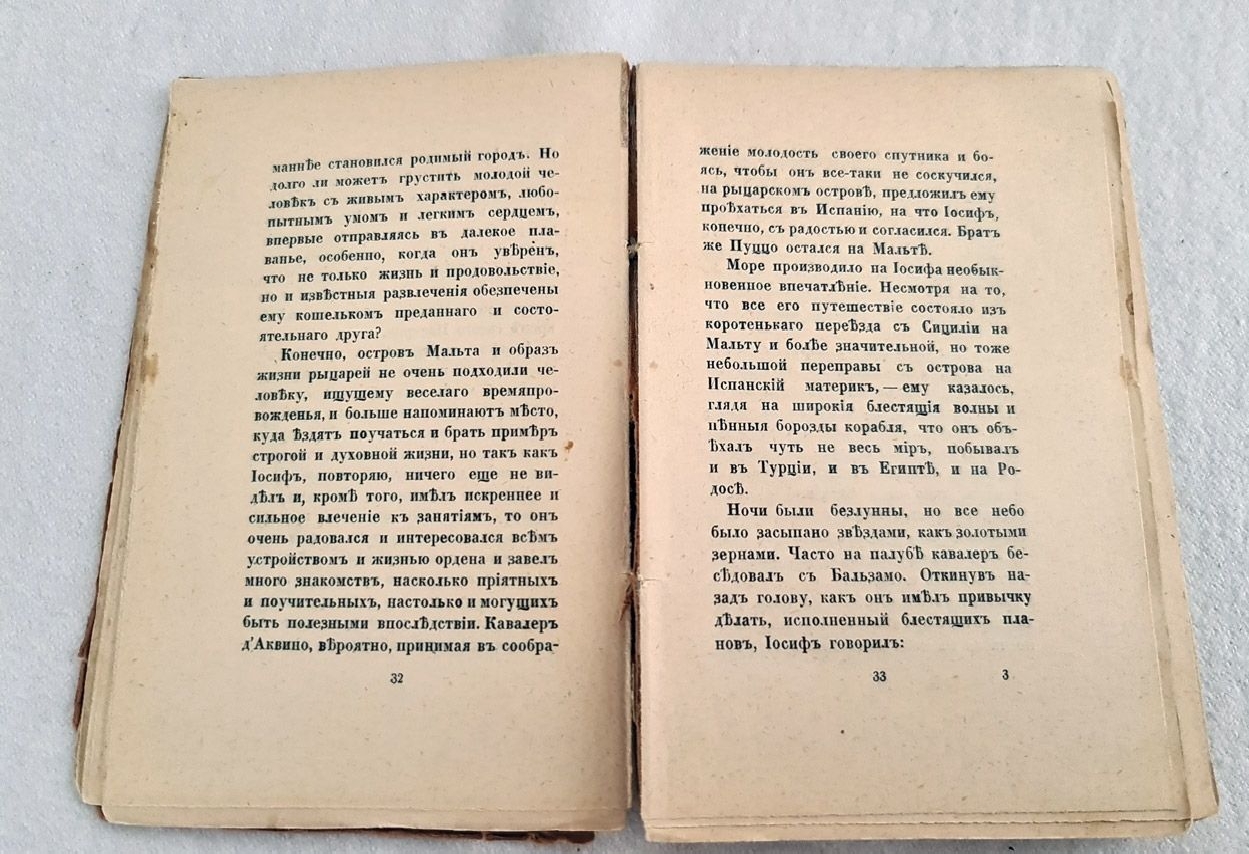 маннѣе становился родимый городъ. Но
долго ли можетъ грустить молодой че-
ловѣкъ съ живымъ характеромъ, любо-
пытнымъ умомъ и легкимъ сердцемъ,
впервые отправляясь въ далекое пла-
ванье, особенно, когда онъ увѣренъ,
что не только жизнь и продовольствіе,
но и извѣстныя развлеченія обезпечены
ему кошелькомъ преданнаго и состо-
ятельнаго друга?
Конечно, островъ Мальта и образъ
жизни рыцарей не очень подходили че-
ловѣку, ищущему веселаго времяпро-
вожденья, и больше напоминаютъ мѣсто,
куда ѣздятъ поучаться и брать примѣръ
строгой и духовной жизни, но такъ какъ
Іосифъ, повторяю, ничего еще не ви-
дѣлъ и, кромѣ того, имѣлъ искреннее и
сильное влеченіе къ занятіямъ, то онъ
очень радовался и интересовался всѣмъ
устройствомъ и жизнью ордена и завелъ
много знакомствъ, насколько пріятныхъ
и поучительныхъ, настолько и могущихъ
быть полезными впослѣдствіи. Кавалеръ
д'Аквино, вѣроятно, принимая въ сообра-
32
женіе молодость своего спутника и бо-
ясь, чтобы онъ все-таки не соскучился,
на рыцарскомъ островѣ, предложилъ ему
проѣхаться въ Испанію, на что Іосифъ,
конечно, съ радостью и согласился. Братъ
же Пуццо остался на Мальтѣ.
Море производило на Іосифа необык-
новенное впечатлѣніе. Несмотря на то,
что все его путешествіе состояло изъ
коротенькаго переѣзда съ Сициліи на
Мальту и болѣе значительной, но тоже
небольшой переправы съ острова на
Испанскій материкъ, — ему казалось,
глядя на широкія блестящія волны и
пѣнныя борозды корабля, что онъ объ-
ѣхалъ чуть не весь міръ, побывалъ
и въ Турціи, и въ Египтѣ, и на Ро-
досѣ.
Ночи были безлунны, но все небо
было засыпано звѣздами, какъ золотыми
зернами. Часто на палубѣ кавалеръ бе-
сѣдовалъ съ Бальзамо. Откинувъ на-
задъ голову, какъ онъ имѣлъ привычку
дѣлать, исполненный блестящихъ пла-
новъ, Іосифъ говорилъ:
33 3